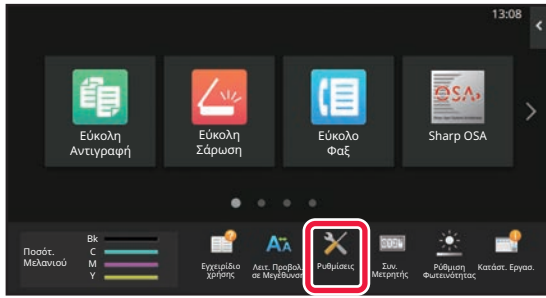 13:08
Εύκολη
Αντιγραφή
Εύκολη
Σάρωση
Εύκολο
Φαξ
OSA
Sharp OSA
Ποσότ.
Μελανιού
Bk
C
M
Y
Εγχειρίδιο
χρήσης
Λειτ. Προβολ.
σε Μεγέθυνση
Ρυθμίσεις
Συν.
Μετρητής
Ρύθμιση
Φωτεινότητας
Κατάστ. Εργασ.